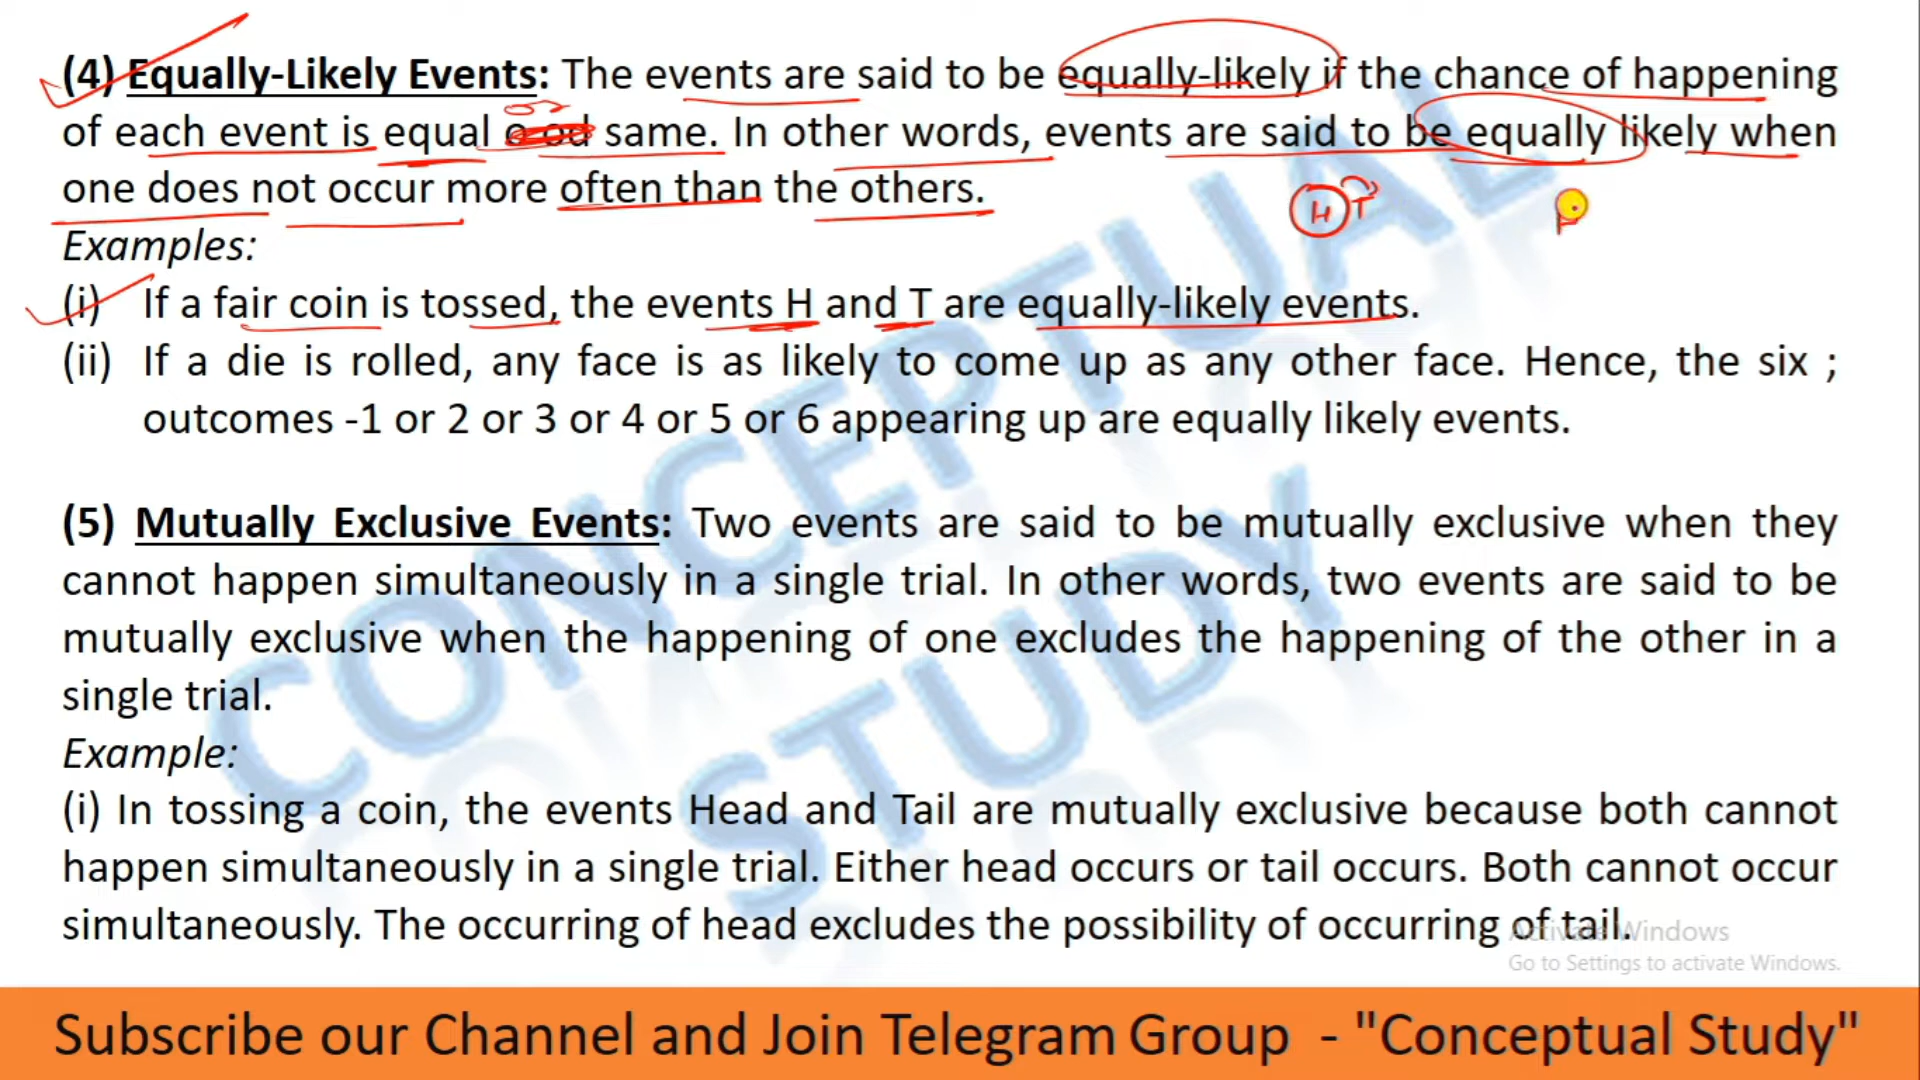 (4) Equally-Likely Events: The events are said to be equally-likely if the chance of happening
or
of each event is equal same. In other words, events are said to be equally likely when
one does not occur more often than the others.
H T
Examples:
(i) If a fair coin is tossed, the events H and T are equally-likely events.
(ii) If a die is rolled, any face is as likely to come up as any other face. Hence, the six ;
outcomes -1 or 2 or 3 or 4 or 5 or 6 appearing up are equally likely events.
(5) Mutually Exclusive Events: Two events are said to be mutually exclusive when they
cannot happen simultaneously in a single trial. In other words, two events are said to be
mutually exclusive when the happening of one excludes the happening of the other in a
single trial.
Example:
(i) In tossing a coin, the events Head and Tail are mutually exclusive because both cannot
happen simultaneously in a single trial. Either head occurs or tail occurs. Both cannot occur
simultaneously. The occurring of head excludes the possibility of occurring of tail.
CONCEPTUAL
STUDY
Activate Windows
Go to Settings to activate Windows.
Subscribe our Channel and Join Telegram Group - "Conceptual Study"